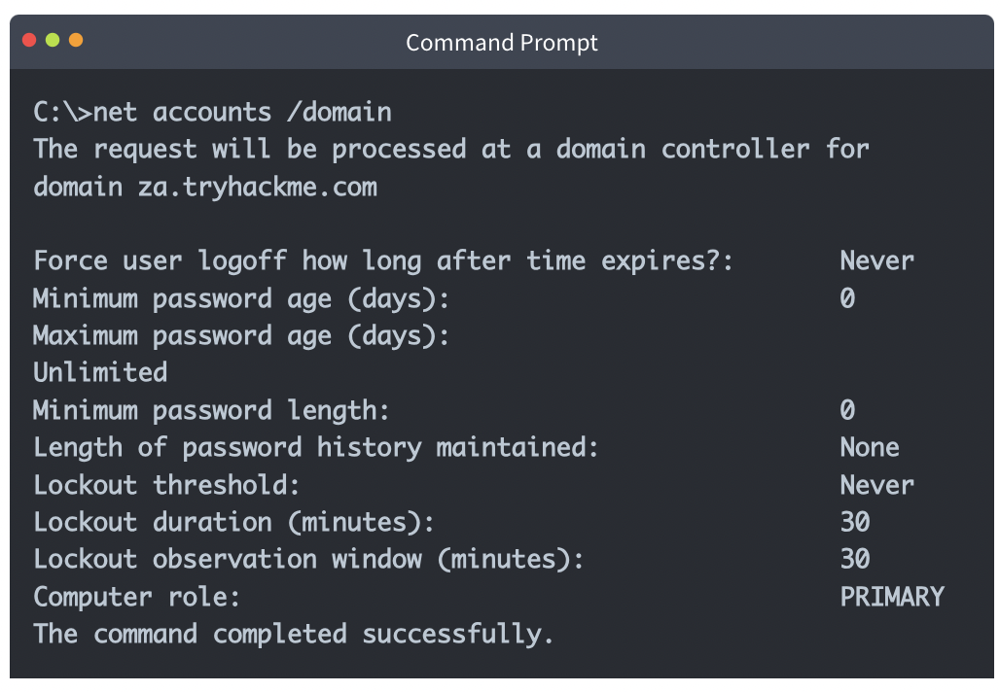 Command Prompt
C:\>net accounts /domain
The request will be processed at a domain controller for
domain za.tryhackme.com
Force user logoff how long after time expires?: Never
Minimum password age (days): 0
Maximum password age (days):
Unlimited
Minimum password length: 0
Length of password history maintained: None
Lockout threshold: Never
Lockout duration (minutes): 30
Lockout observation window (minutes): 30
Computer role: PRIMARY
The command completed successfully.